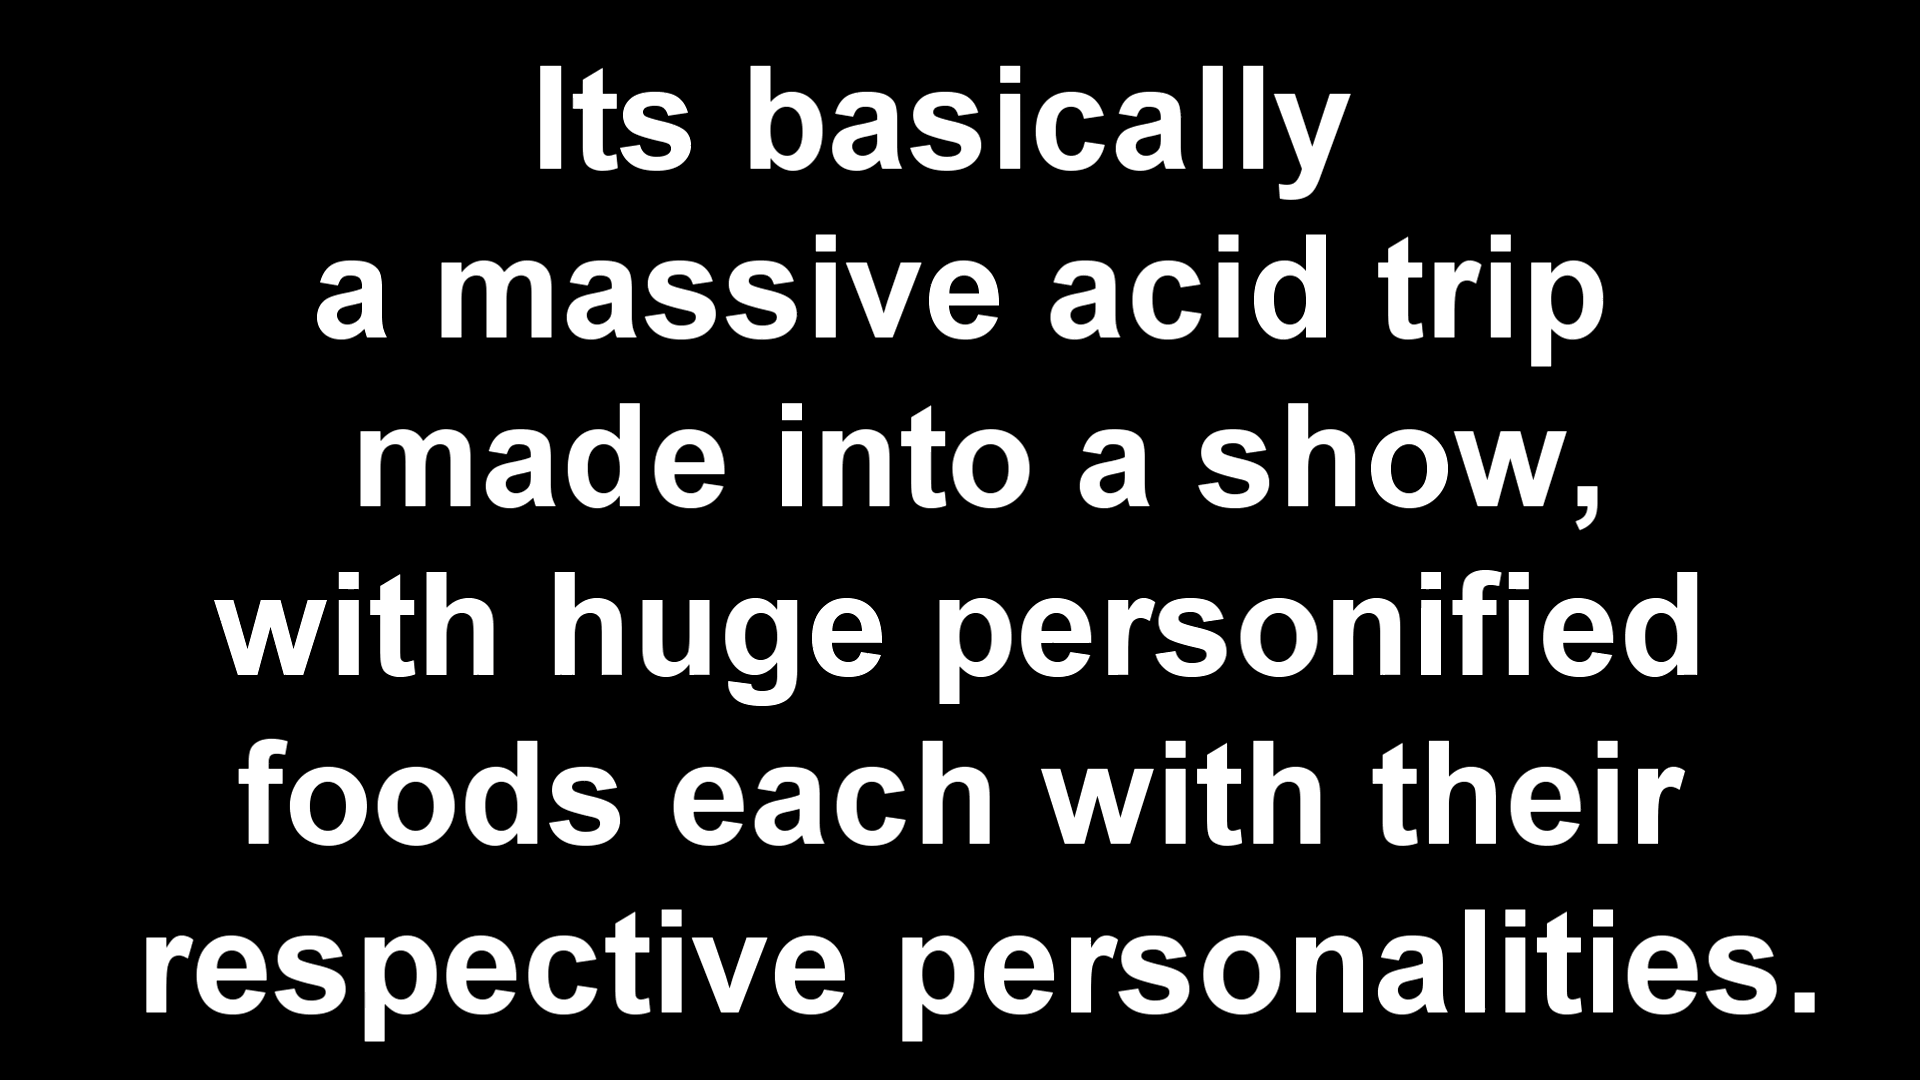 Its basically
a massive acid trip
made into a show,
with huge personified
foods each with their
respective personalities.